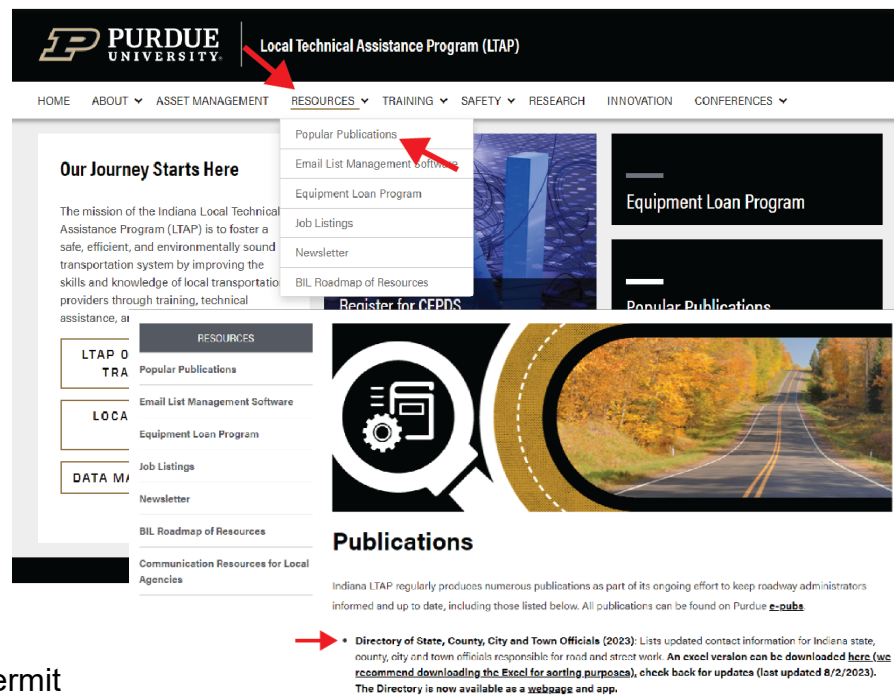 PURDUE
UNIVERSITY®
Local Technical Assistance Program (LTAP)
HOME ABOUT ASSET MANAGEMENT RESOURCES TRAINING SAFETY RESEARCH INNOVATION CONFERENCES
Popular Publications
Email List Management Software
Equipment Loan Program
Job Listings
Newsletter
BIL Roadmap of Resources
Our Journey Starts Here
The mission of the Indiana Local Technical
Assistance Program (LTAP) is to foster a
safe, efficient, and environmentally sound
transportation system by improving the
skills and knowledge of local transportatio
providers through training, technical
assistance, a
LTAP O
TRA
LOCA
DATA MA
Register for CEPDS
Equipment Loan Program
Popular Publications
RESOURCES
Popular Publications
Email List Management Software
Equipment Loan Program
Job Listings
Newsletter
BIL Roadmap of Resources
Communication Resources for Local
Agencies
Publications
Indiana LTAP regularly produces numerous publications as part of its ongoing effort to keep roadway administrators
informed and up to date, including those listed below. All publications can be found on Purdue e-pubs.
• Directory of State, County, City and Town Officials (2023): Lists updated contact information for Indiana state,
county, city and town officials responsible for road and street work. An excel version can be downloaded here (we
recommend downloading the Excel for sorting purposes), check back for updates (last updated 8/2/2023).
The Directory is now available as a webpage and app.
ermit